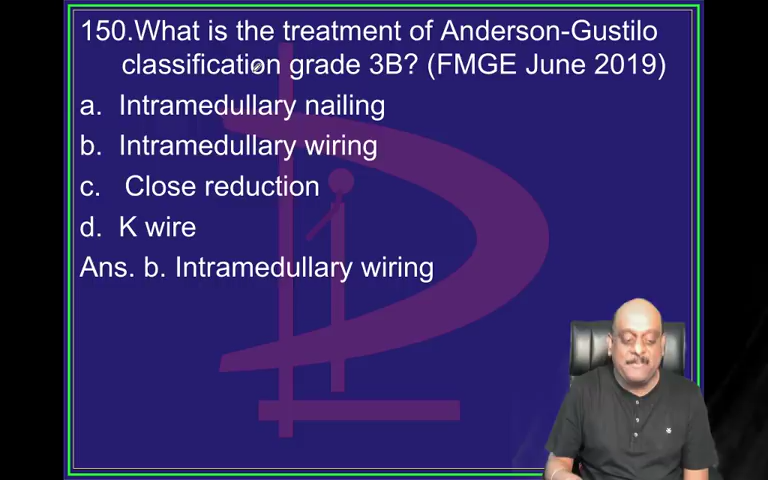 150.What is the treatment of Anderson-Gustilo
classification grade 3B? (FMGE June 2019)
a. Intramedullary nailing
b. Intramedullary wiring
c. Close reduction
d. K wire
Ans. b. Intramedullary wiring